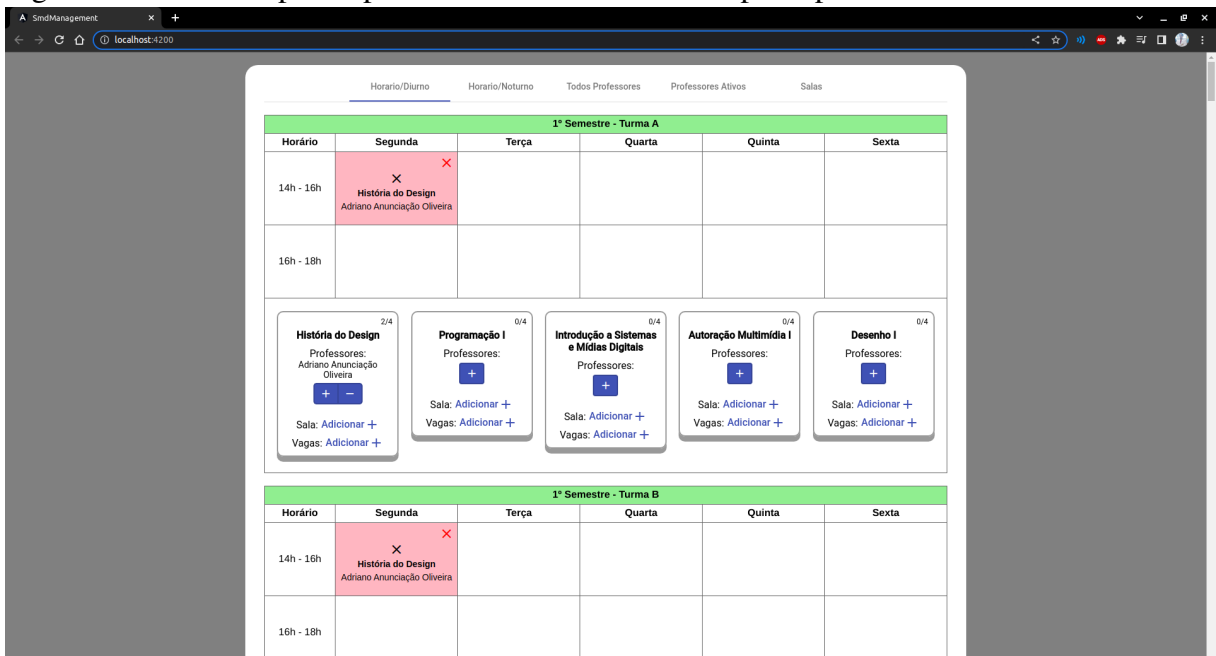 SmdManagement
localhost:4200
Horario/Diurno Horario/Noturno Todos Professores Professores Ativos Salas
1º Semestre - Turma A
Horário Segunda Terça Quarta Quinta Sexta
14h - 16h
História do Design
Adriano Anunciação Oliveira
16h - 18h
2/4
História do Design
Professores:
Adriano Anunciação
Oliveira
+ −
Sala: Adicionar +
Vagas: Adicionar +
0/4
Programação I
Professores:
+
Sala: Adicionar +
Vagas: Adicionar +
0/4
Introdução a Sistemas
e Mídias Digitais
Professores:
+
Sala: Adicionar +
Vagas: Adicionar +
0/4
Autoração Multimídia I
Professores:
+
Sala: Adicionar +
Vagas: Adicionar +
0/4
Desenho I
Professores:
+
Sala: Adicionar +
Vagas: Adicionar +
1º Semestre - Turma B
Horário Segunda Terça Quarta Quinta Sexta
14h - 16h
História do Design
Adriano Anunciação Oliveira
16h - 18h